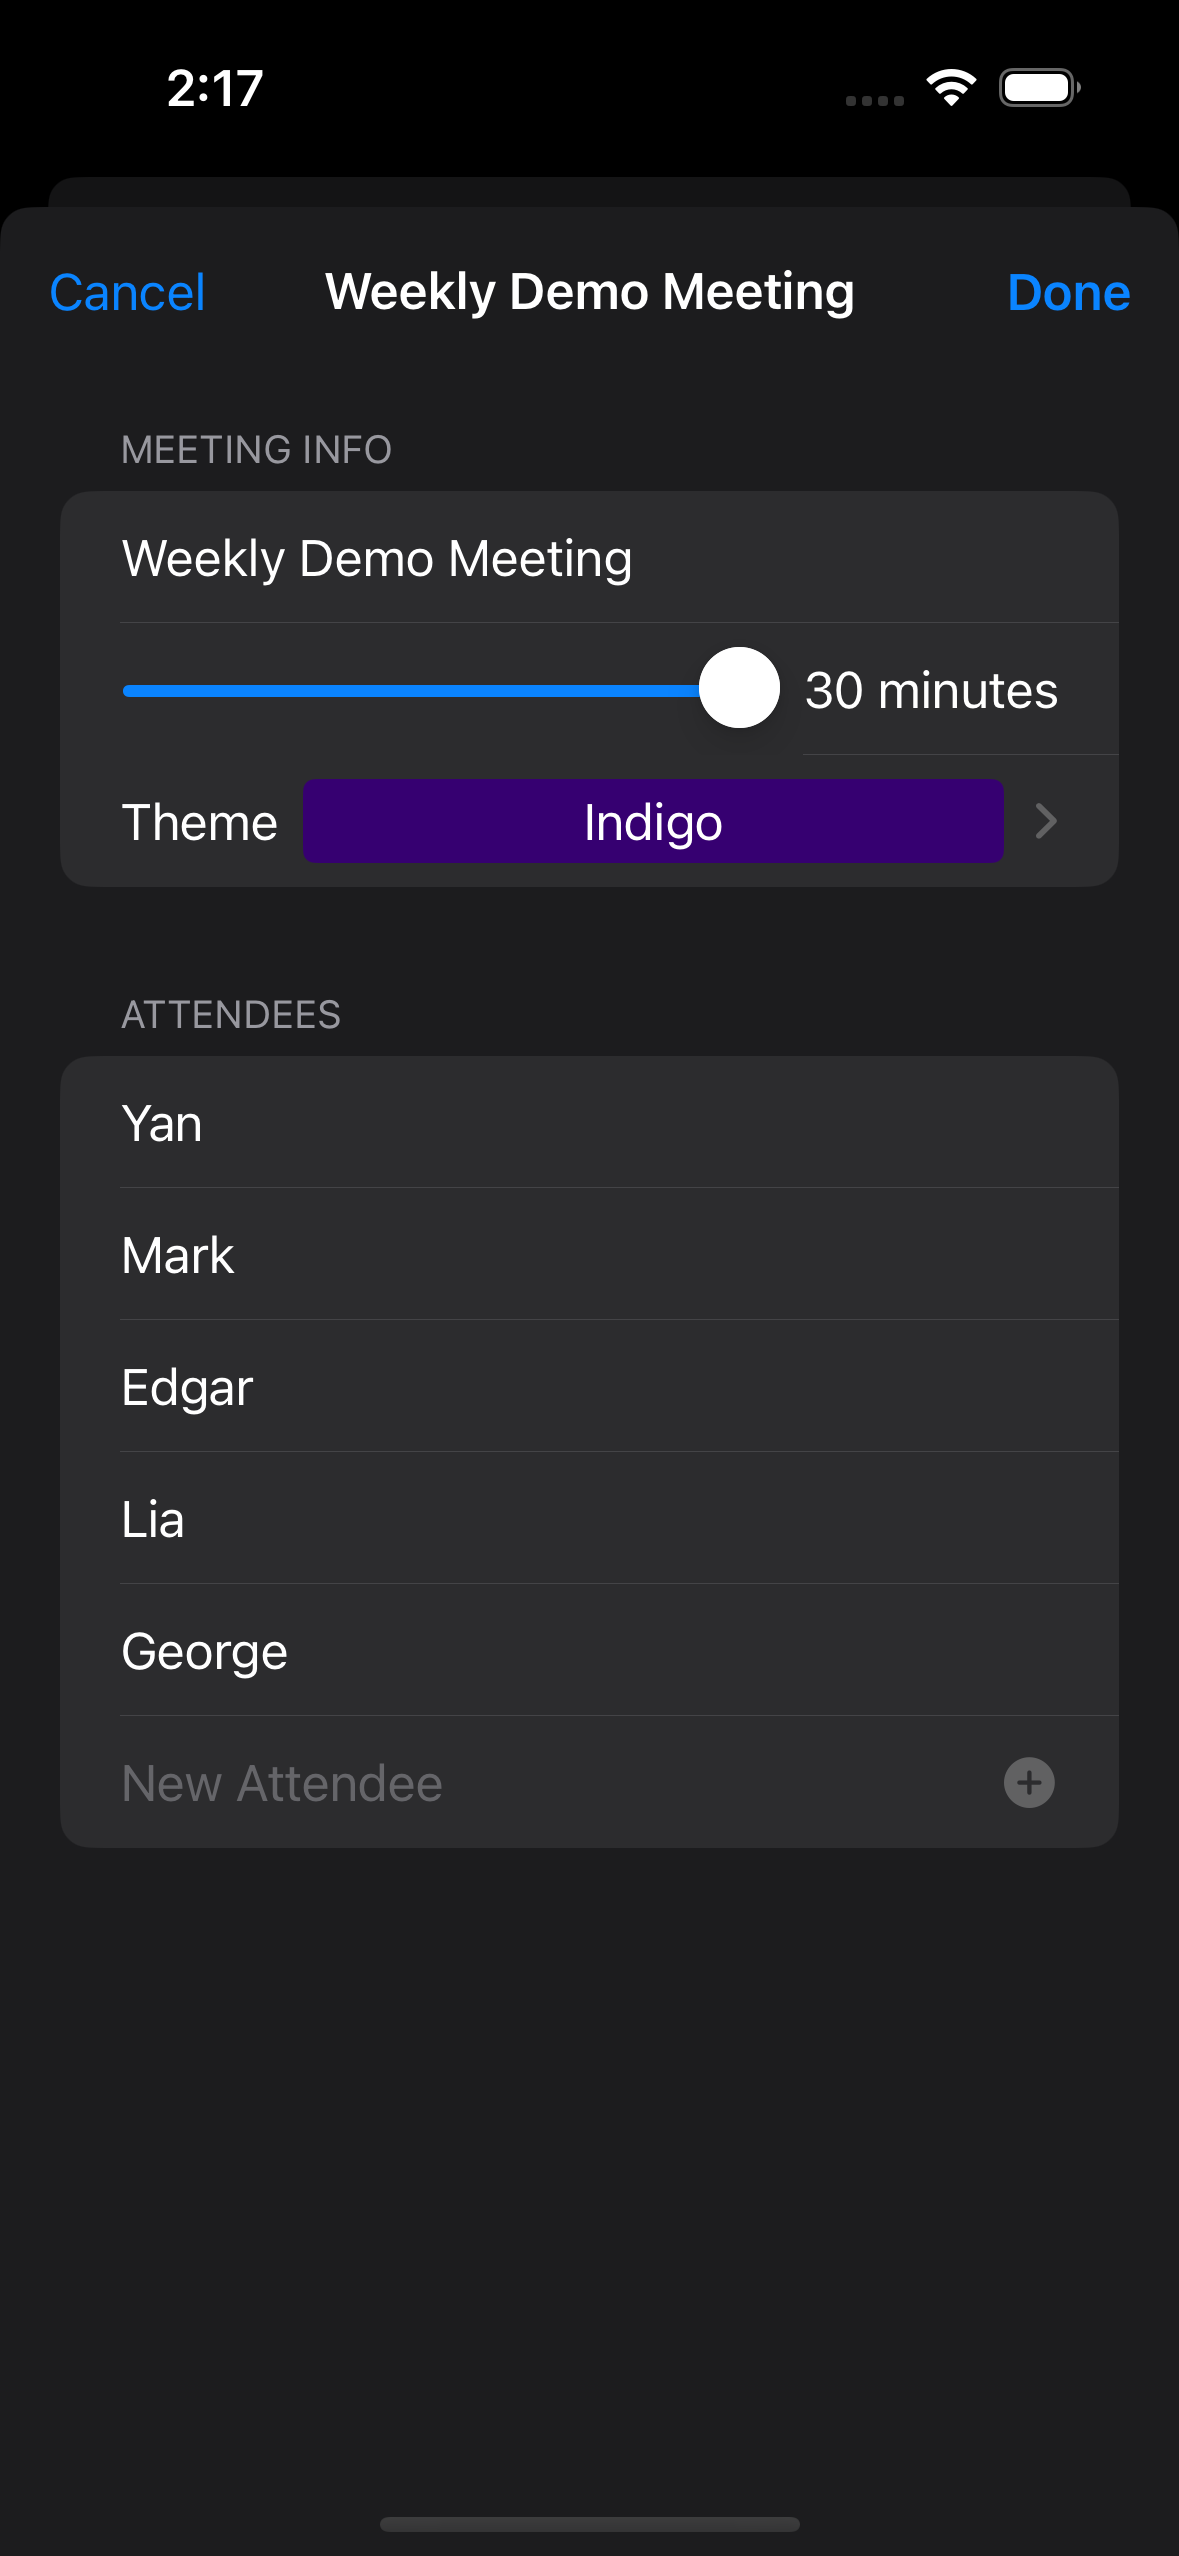 2:17
Cancel Weekly Demo Meeting Done
MEETING INFO
Weekly Demo Meeting
30 minutes
Theme Indigo
ATTENDEES
Yan
Mark
Edgar
Lia
George
New Attendee